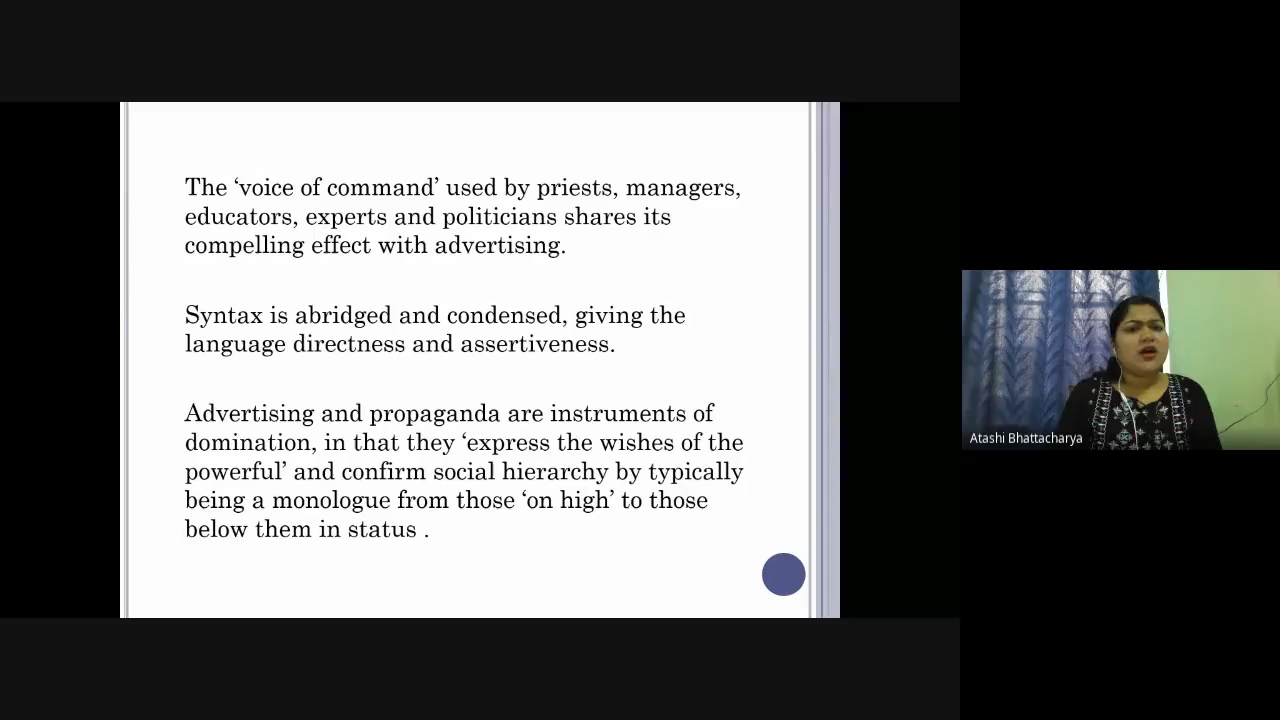 The ‘voice of command’ used by priests, managers,
educators, experts and politicians shares its
compelling effect with advertising.
Syntax is abridged and condensed, giving the
language directness and assertiveness.
Advertising and propaganda are instruments of
domination, in that they ‘express the wishes of the
powerful’ and confirm social hierarchy by typically
being a monologue from those ‘on high’ to those
below them in status .
Atashi Bhattacharya